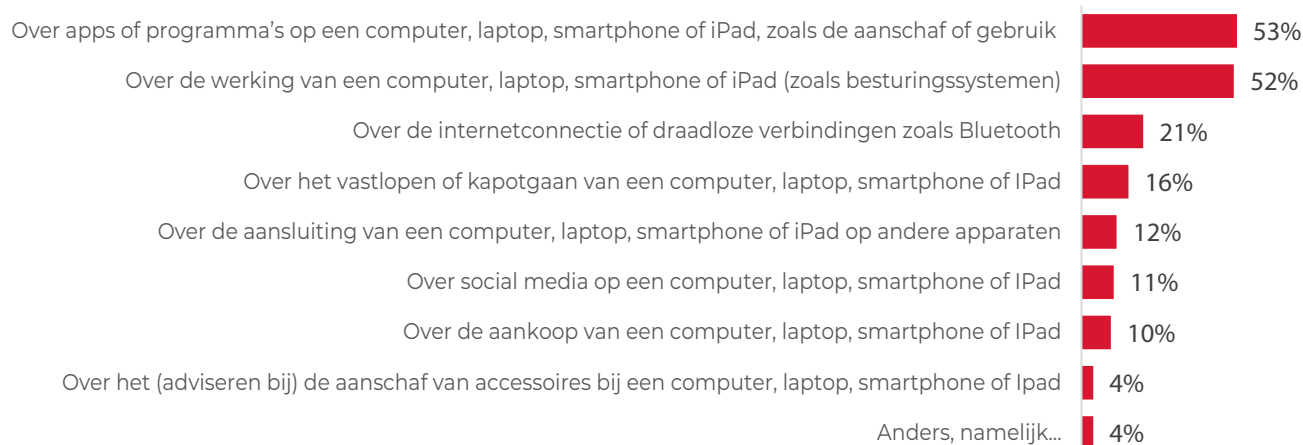 Over apps of programma’s op een computer, laptop, smartphone of iPad, zoals de aanschaf of gebruik 53%
Over de werking van een computer, laptop, smartphone of iPad (zoals besturingssystemen) 52%
Over de internetconnectie of draadloze verbindingen zoals Bluetooth 21%
Over het vastlopen of kapotgaan van een computer, laptop, smartphone of IPad 16%
Over de aansluiting van een computer, laptop, smartphone of iPad op andere apparaten 12%
Over social media op een computer, laptop, smartphone of IPad 11%
Over de aankoop van een computer, laptop, smartphone of IPad 10%
Over het (adviseren bij) de aanschaf van accessoires bij een computer, laptop, smartphone of Ipad 4%
Anders, namelijk... 4%